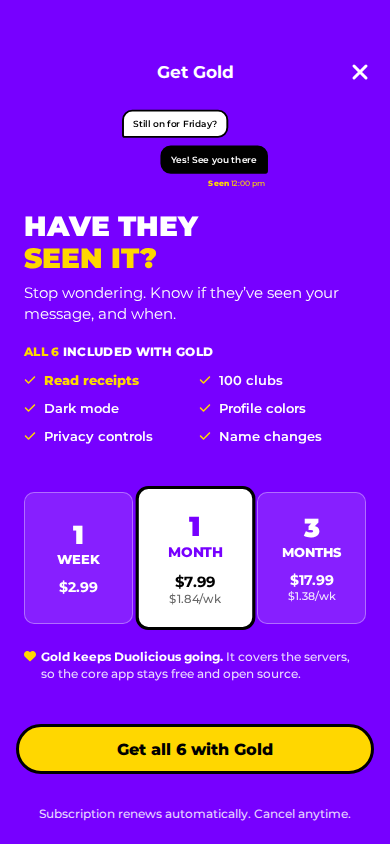 Get Gold
Still on for Friday?
Yes! See you there
Seen 12:00 pm
HAVE THEY
SEEN IT?
Stop wondering. Know if they’ve seen your
message, and when.
ALL 6 INCLUDED WITH GOLD
Read receipts
100 clubs
Dark mode
Profile colors
Privacy controls
Name changes
1
WEEK
$2.99
1
MONTH
$7.99
$1.84/wk
3
MONTHS
$17.99
$1.38/wk
Gold keeps Duolicious going. It covers the servers,
so the core app stays free and open source.
Get all 6 with Gold
Subscription renews automatically. Cancel anytime.